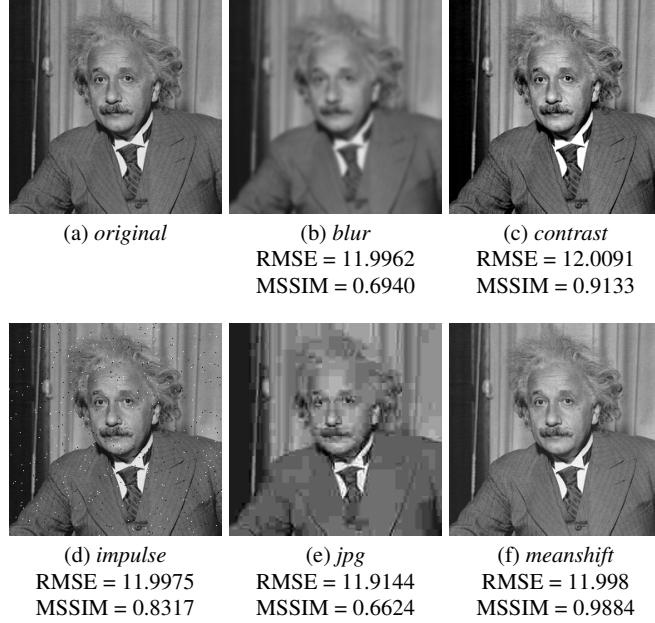 (a) original
(b) blur
(c) contrast
RMSE = 11.9962
RMSE = 12.0091
MSSIM = 0.6940
MSSIM = 0.9133
(d) impulse
(e) jpg
(f) meanshift
RMSE = 11.9975
RMSE = 11.9144
RMSE = 11.998
MSSIM = 0.8317
MSSIM = 0.6624
MSSIM = 0.9884